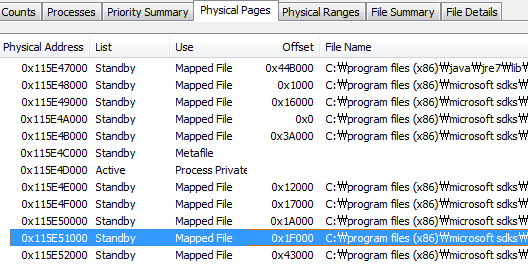 Counts Processes Priority Summary Physical Pages Physical Ranges File Summary File Details
Physical Address List Use Offset File Name
0x115E47000 Standby Mapped File 0x44B000 C:₩program files (x86)₩java₩jre7₩lib₩
0x115E48000 Standby Mapped File 0x1000 C:₩program files (x86)₩microsoft sdks₩
0x115E49000 Standby Mapped File 0x16000 C:₩program files (x86)₩microsoft sdks₩
0x115E4A000 Standby Mapped File 0x0 C:₩program files (x86)₩microsoft sdks₩
0x115E4B000 Standby Mapped File 0x3A000 C:₩program files (x86)₩microsoft sdks₩
0x115E4C000 Standby Metafile
0x115E4D000 Active Process Private
0x115E4E000 Standby Mapped File 0x12000 C:₩program files (x86)₩microsoft sdks₩
0x115E4F000 Standby Mapped File 0x17000 C:₩program files (x86)₩microsoft sdks₩
0x115E50000 Standby Mapped File 0x1A000 C:₩program files (x86)₩microsoft sdks₩
0x115E51000 Standby Mapped File 0x1F000 C:₩program files (x86)₩microsoft sdks₩
0x115E52000 Standby Mapped File 0x43000 C:₩program files (x86)₩microsoft sdks₩